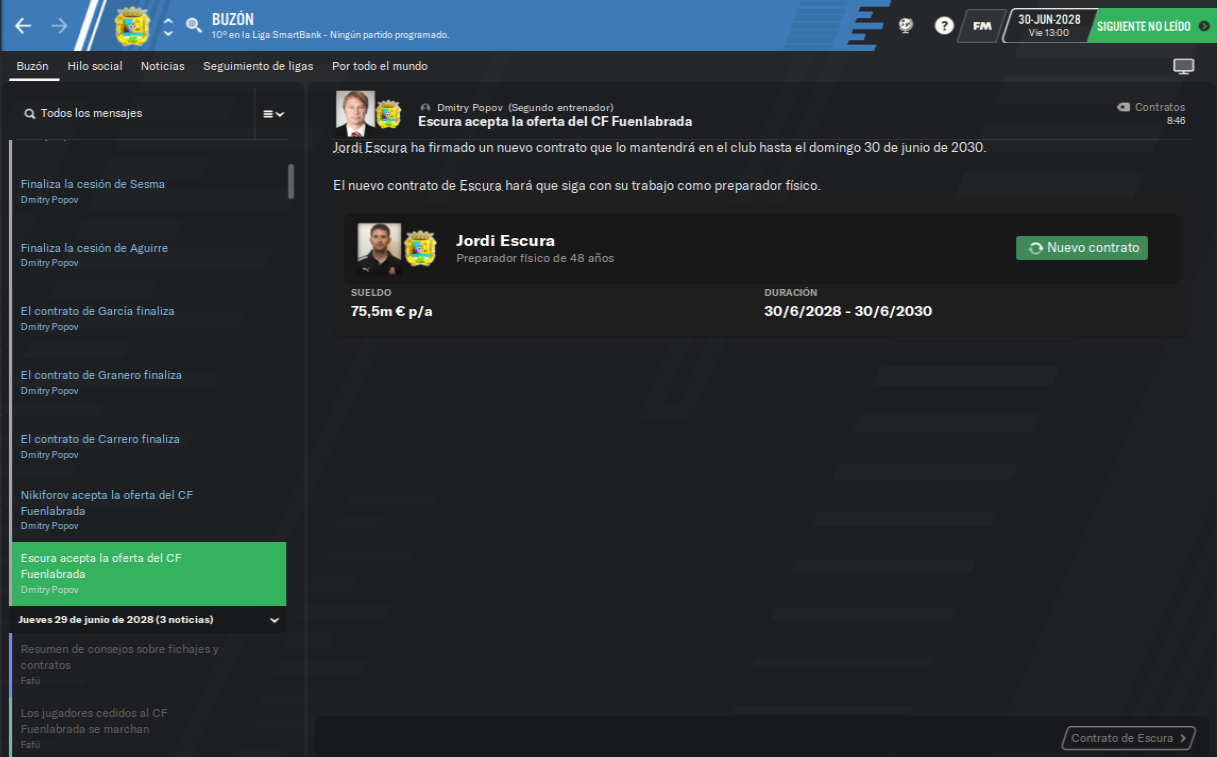 BUZÓN
10º en la Liga SmartBank - Ningún partido programado.
?
FM
30-JUN-2028
Vie 13:00
SIGUIENTE NO LEÍDO
Buzón
Hilo social
Noticias
Seguimiento de ligas
Por todo el mundo
Todos los mensajes
Finaliza la cesión de Sesma
Dmitry Popov
Finaliza la cesión de Aguirre
Dmitry Popov
El contrato de García finaliza
Dmitry Popov
El contrato de Granero finaliza
Dmitry Popov
El contrato de Carrero finaliza
Dmitry Popov
Nikiforov acepta la oferta del CF
Fuenlabrada
Dmitry Popov
Escura acepta la oferta del CF
Fuenlabrada
Dmitry Popov
Jueves 29 de junio de 2028 (3 noticias)
Resumen de consejos sobre fichajes y
contratos
Fafú
Los jugadores cedidos al CF
Fuenlabrada se marchan
Fafú
Dmitry Popov (Segundo entrenador)
Escura acepta la oferta del CF Fuenlabrada
Contratos
8:46
Jordi Escura ha firmado un nuevo contrato que lo mantendrá en el club hasta el domingo 30 de junio de 2030.
El nuevo contrato de Escura hará que siga con su trabajo como preparador físico.
Jordi Escura
Preparador físico de 48 años
Nuevo contrato
SUELDO
75,5m € p/a
DURACIÓN
30/6/2028 - 30/6/2030
Contrato de Escura